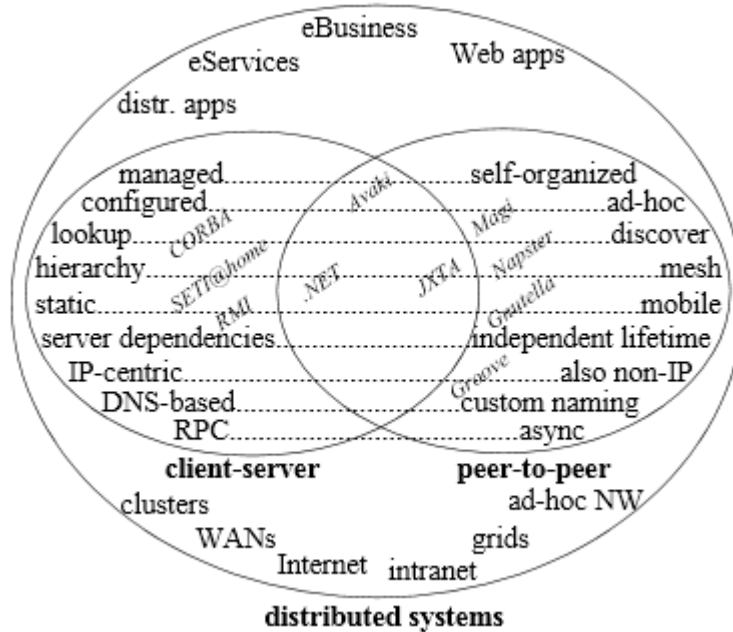 eBusiness
eServices
Web apps
distr. apps
managed..........self-organized
Avaki
configured..........ad-hoc
Magi
lookup..........discover
CORBA
hierarchy..........mesh
SETI@home
.NET
JXTA
Napster
static..........mobile
RMI
Gnutella
server dependencies..........independent lifetime
IP-centric..........also non-IP
Groove
DNS-based..........custom naming
RPC..........async
client-server
peer-to-peer
clusters
ad-hoc NW
WANs
grids
Internet
intranet
distributed systems